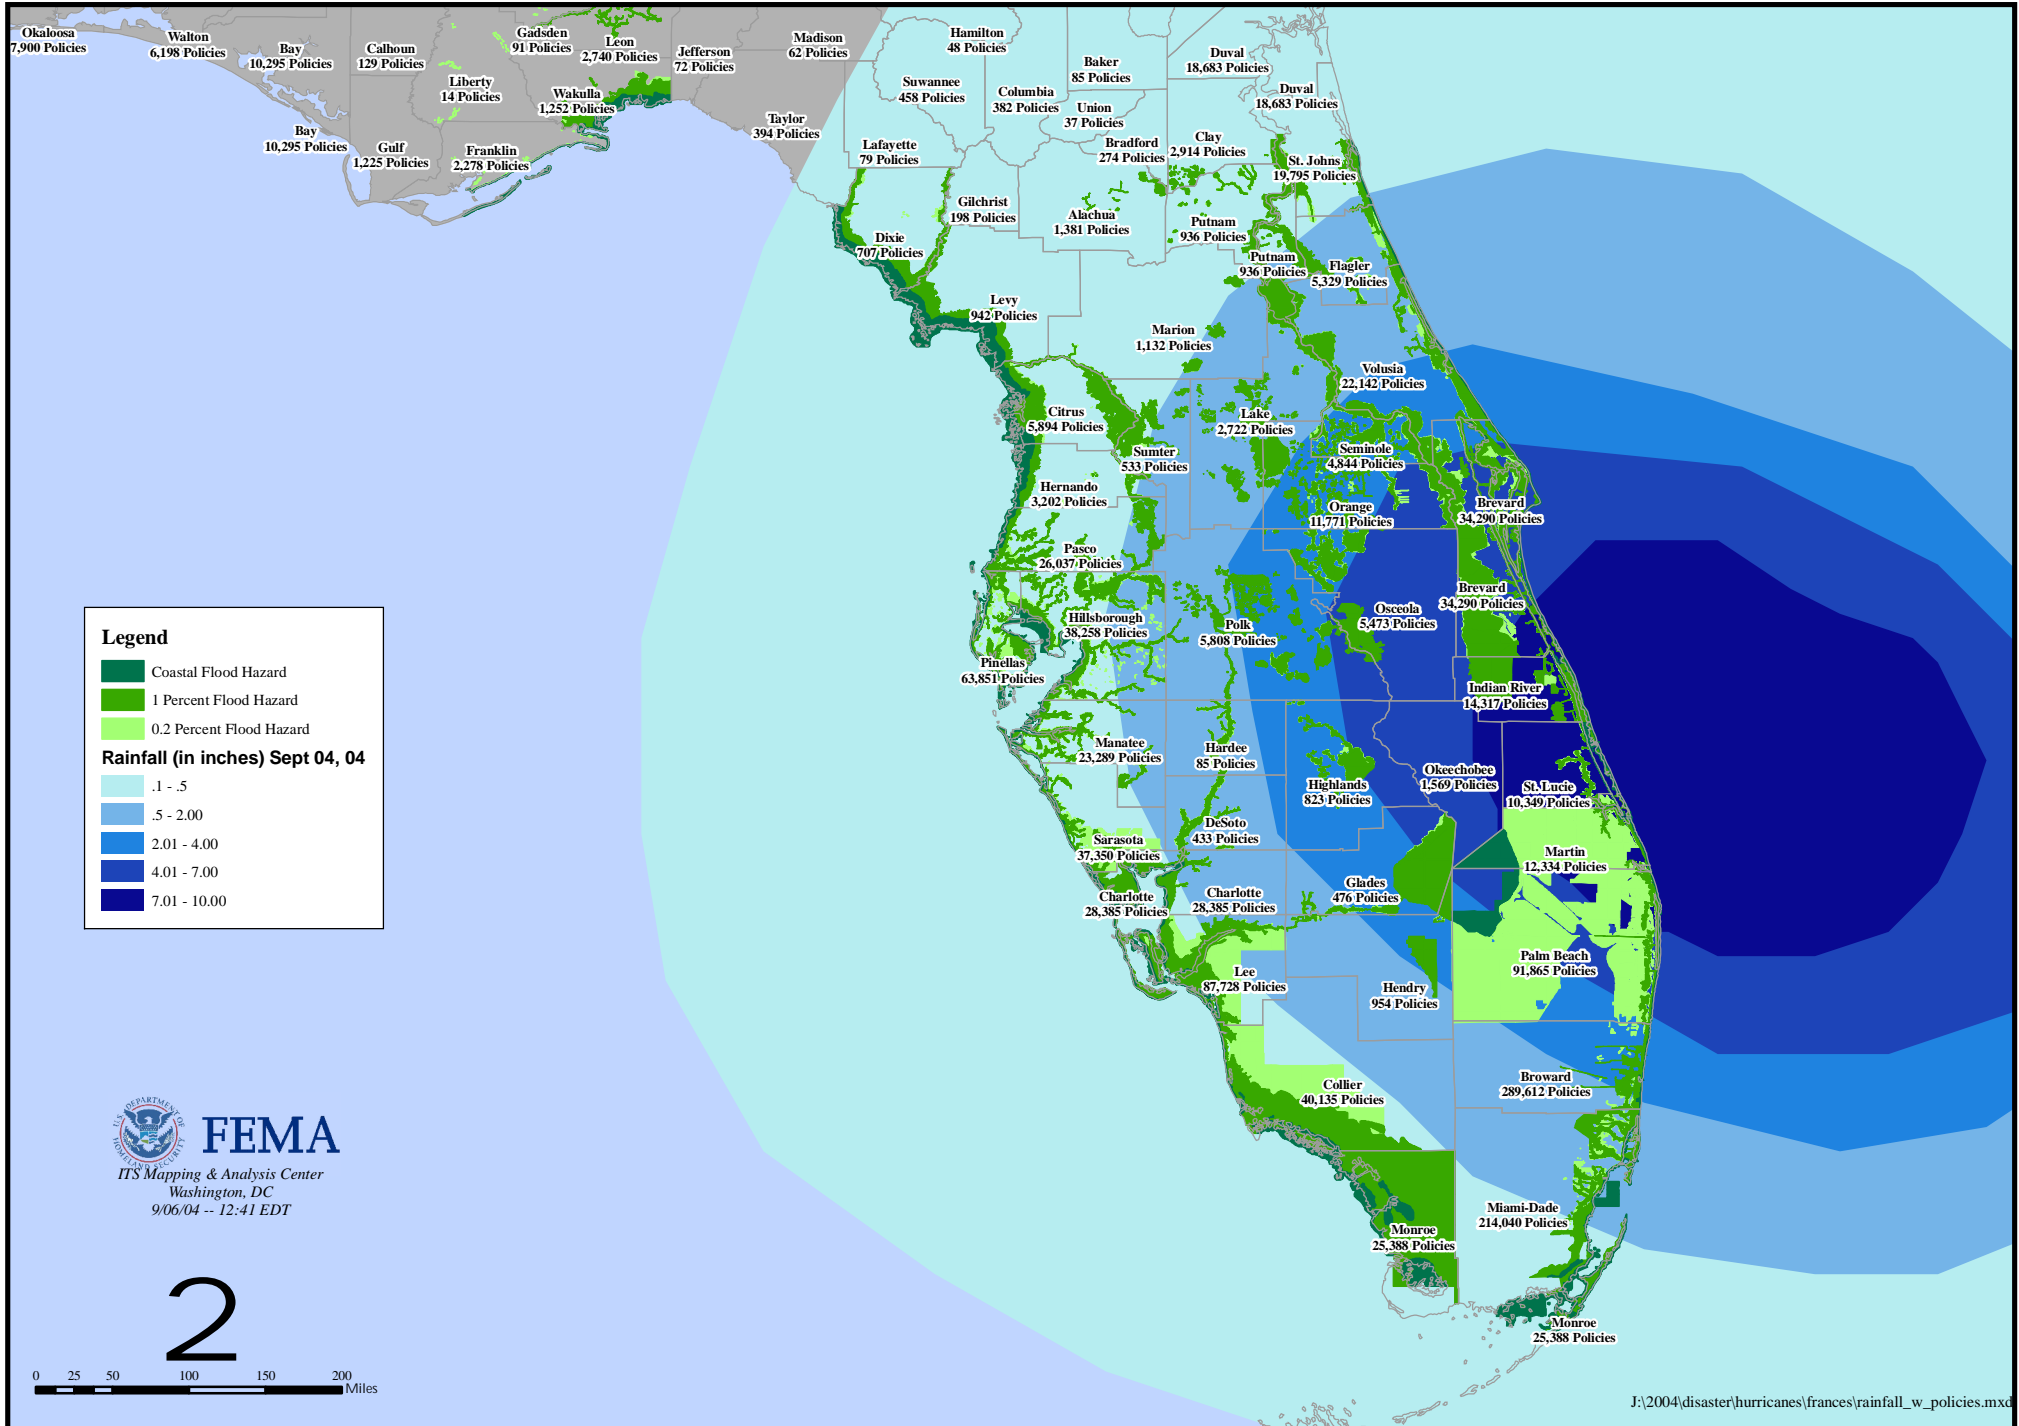 Okaloosa
7,900 Policies
Walton
6,198 Policies
Bay
10,295 Policies
Calhoun
129 Policies
Gadsden
91 Policies
Leon
2,740 Policies
Jefferson
72 Policies
Madison
62 Policies
Hamilton
48 Policies
Baker
85 Policies
Duval
18,683 Policies
Liberty
14 Policies
Wakulla
1,252 Policies
Suwannee
458 Policies
Columbia
382 Policies
Union
37 Policies
Duval
18,683 Policies
Bay
10,295 Policies
Gulf
1,225 Policies
Franklin
2,278 Policies
Taylor
394 Policies
Lafayette
79 Policies
Bradford
274 Policies
Clay
2,914 Policies
St. Johns
19,795 Policies
Gilchrist
198 Policies
Alachua
1,381 Policies
Putnam
936 Policies
Dixie
707 Policies
Putnam
936 Policies
Flagler
5,329 Policies
Levy
942 Policies
Marion
1,132 Policies
Volusia
22,142 Policies
Citrus
5,894 Policies
Lake
2,722 Policies
Sumter
533 Policies
Seminole
4,844 Policies
Hernando
3,202 Policies
Orange
11,771 Policies
Brevard
34,290 Policies
Pasco
26,037 Policies
Brevard
34,290 Policies
Hillsborough
38,258 Policies
Polk
5,808 Policies
Osceola
5,473 Policies
Pinellas
63,851 Policies
Indian River
14,317 Policies
Manatee
23,289 Policies
Hardee
85 Policies
Highlands
823 Policies
Okeechobee
1,569 Policies
St. Lucie
10,349 Policies
Sarasota
37,350 Policies
DeSoto
433 Policies
Martin
12,334 Policies
Charlotte
28,385 Policies
Charlotte
28,385 Policies
Glades
476 Policies
Lee
87,728 Policies
Hendry
954 Policies
Palm Beach
91,865 Policies
Collier
40,135 Policies
Broward
289,612 Policies
Monroe
25,388 Policies
Miami-Dade
214,040 Policies
Monroe
25,388 Policies
Legend
Coastal Flood Hazard
1 Percent Flood Hazard
0.2 Percent Flood Hazard
Rainfall (in inches) Sept 04, 04
.1 - .5
.5 - 2.00
2.01 - 4.00
4.01 - 7.00
7.01 - 10.00
U.S. DEPARTMENT OF
HOMELAND SECURITY
FEMA
ITS Mapping & Analysis Center
Washington, DC
9/06/04 -- 12:41 EDT
2
0 25 50 100 150 200
Miles
J:\2004\disaster\hurricanes\frances\rainfall_w_policies.mxd